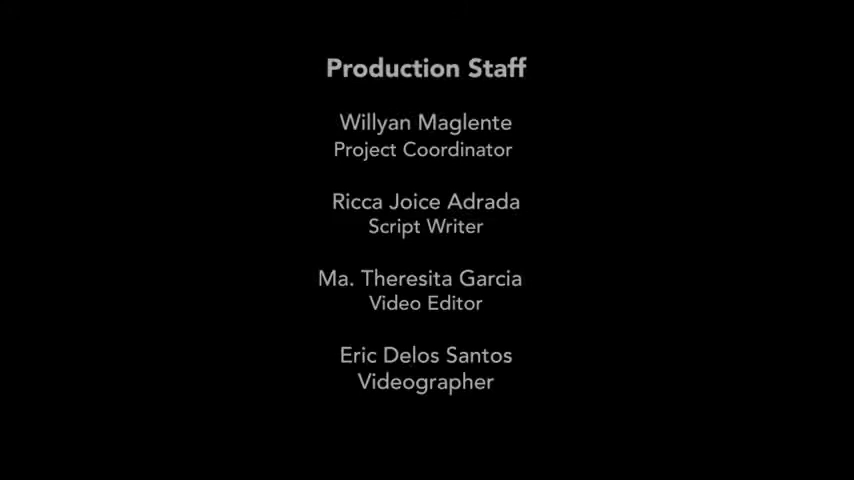 Production Staff
Willyan Maglente
Project Coordinator
Ricca Joice Adrada
Script Writer
Ma. Theresita Garcia
Video Editor
Eric Delos Santos
Videographer